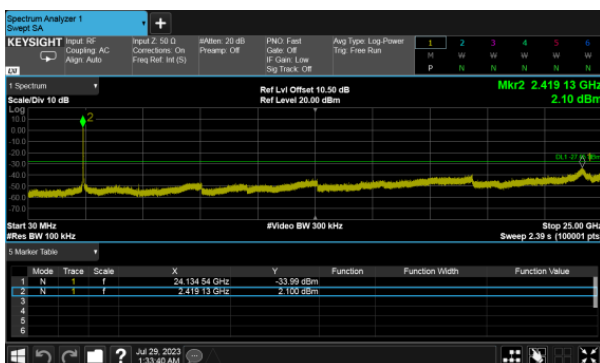 Spectrum Analyzer 1
Swept SA
+
KEYSIGHT Input: RF Input Z: 50 Ω #Atten: 20 dB PNO: Fast Avg Type: Log-Power 1 2 3 4 5 6
Coupling: AC Corrections: On Preamp: Off Gate: Off Trig: Free Run M W W W W W
Align: Auto Freq Ref: Int (S) IF Gain: Low P N N N N N
Sig Track: Off
LXI
1 Spectrum Ref Lvl Offset 10.50 dB Mkr2 2.419 13 GHz
Scale/Div 10 dB Ref Level 20.00 dBm 2.10 dBm
Log
10.0
0.00
-10.0
-20.0
-30.0
-40.0
-50.0
-60.0
-70.0
2
Start 30 MHz #Video BW 300 kHz Stop 25.00 GHz
#Res BW 100 kHz Sweep 2.39 s (100001 pts)
5 Marker Table
Mode Trace Scale X Y Function Function Width Function Value
1 N 1 f 24.134 54 GHz -33.99 dBm
2 N 1 f 2.419 13 GHz 2.100 dBm
3
4
5
6
? Jul 29, 2023
1:33:40 AM